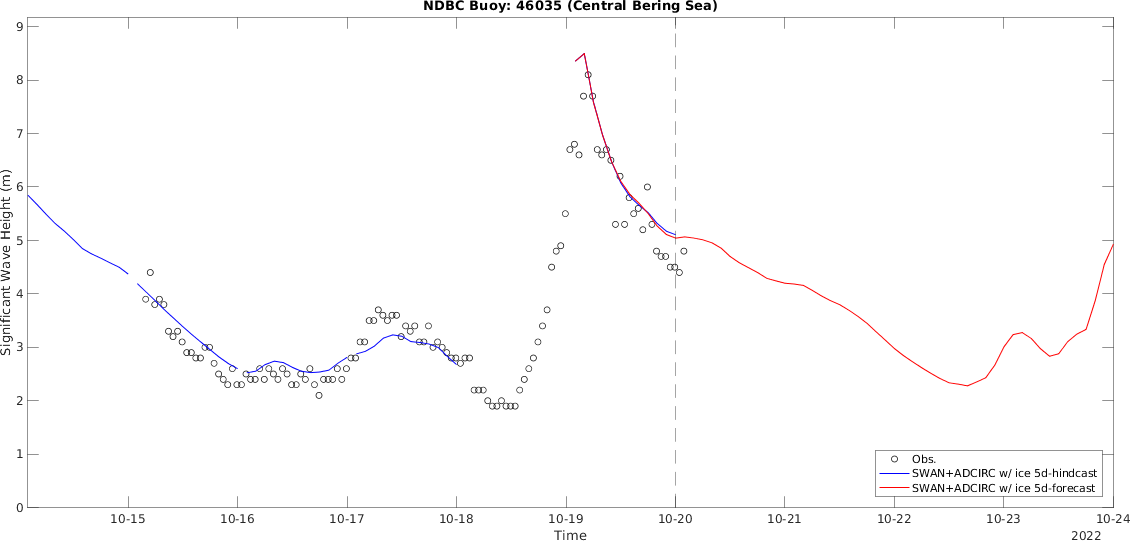 NDBC Buoy: 46035 (Central Bering Sea)
Significant Wave Height (m)
9
8
7
6
5
4
3
2
1
0
Obs.
SWAN+ADCIRC w/ ice 5d-hindcast
SWAN+ADCIRC w/ ice 5d-forecast
10-15 10-16 10-17 10-18 10-19 10-20 10-21 10-22 10-23 10-24
Time
2022